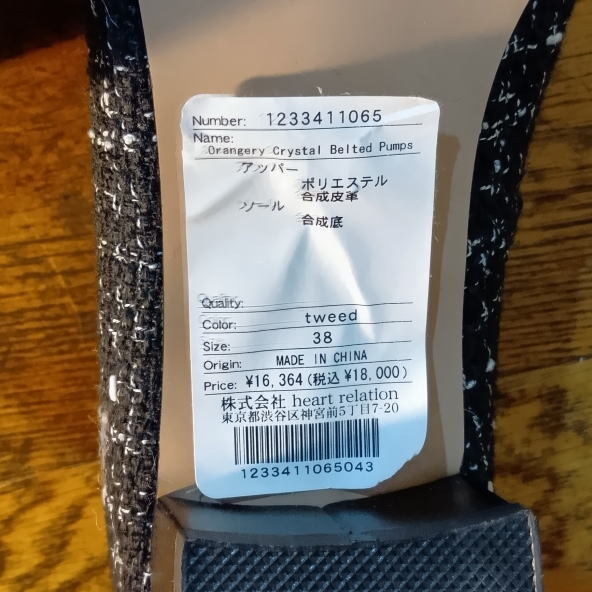 Number: 1233411065
Name:
Orangery Crystal Belted Pumps
アッパー
ポリエステル
合成皮革
ソール
合成底
Quality:
Color: tweed
Size: 38
Origin: MADE IN CHINA
Price: ¥16,364(税込¥18,000)
株式会社 heart relation
東京都渋谷区神宮前5丁目7-20
1233411065043